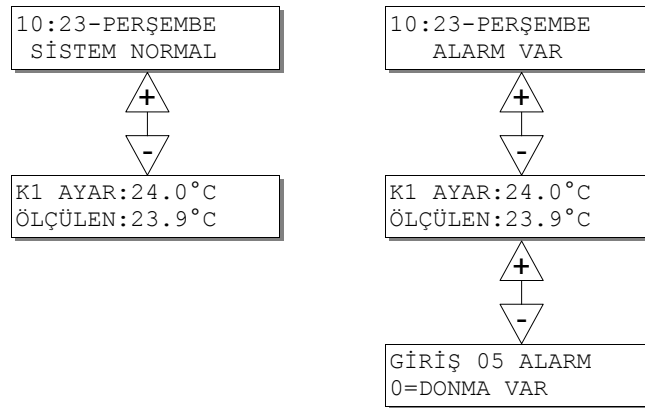 10:23-PERŞEMBE
SİSTEM NORMAL
+
-
K1 AYAR:24.0°C
ÖLÇÜLEN:23.9°C
10:23-PERŞEMBE
ALARM VAR
+
-
K1 AYAR:24.0°C
ÖLÇÜLEN:23.9°C
+
-
GİRİŞ 05 ALARM
0=DONMA VAR